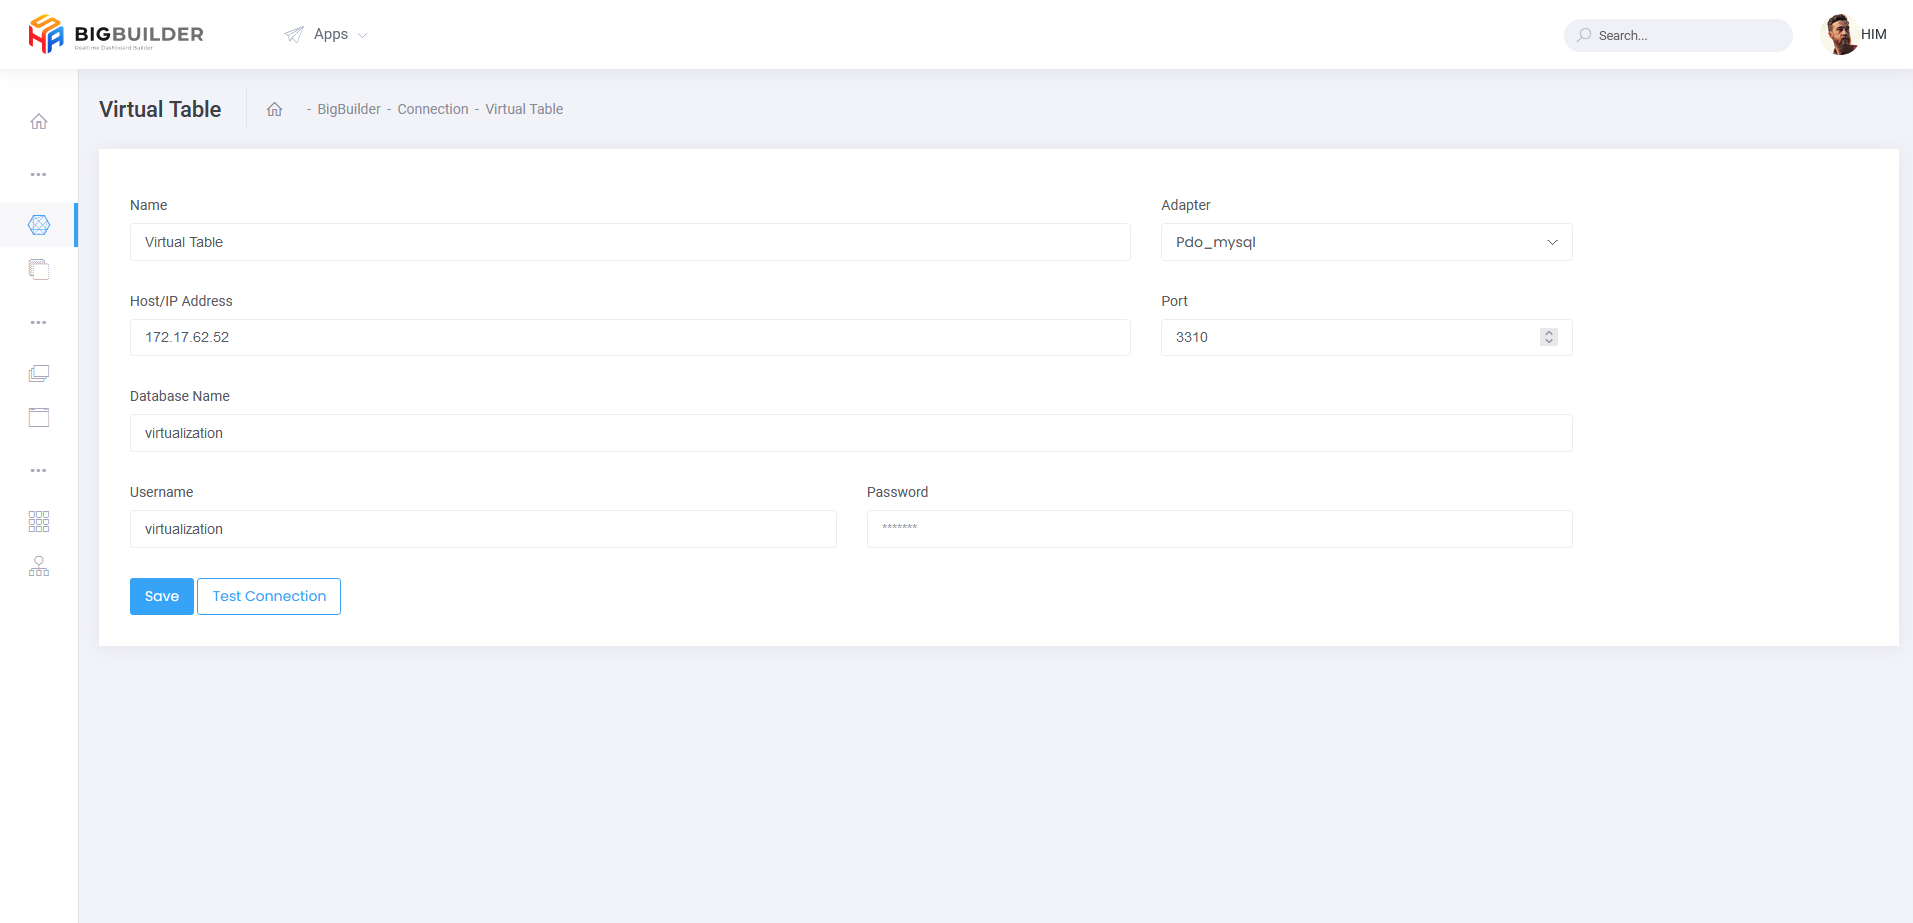 BIGBUILDER
Realtime Dashboard Builder
Apps
Search...
HIM
Virtual Table
- BigBuilder - Connection - Virtual Table
Name
Adapter
Virtual Table
Pdo_mysql
Host/IP Address
Port
172.17.62.52
3310
Database Name
virtualization
Username
Password
virtualization
*******
Save
Test Connection